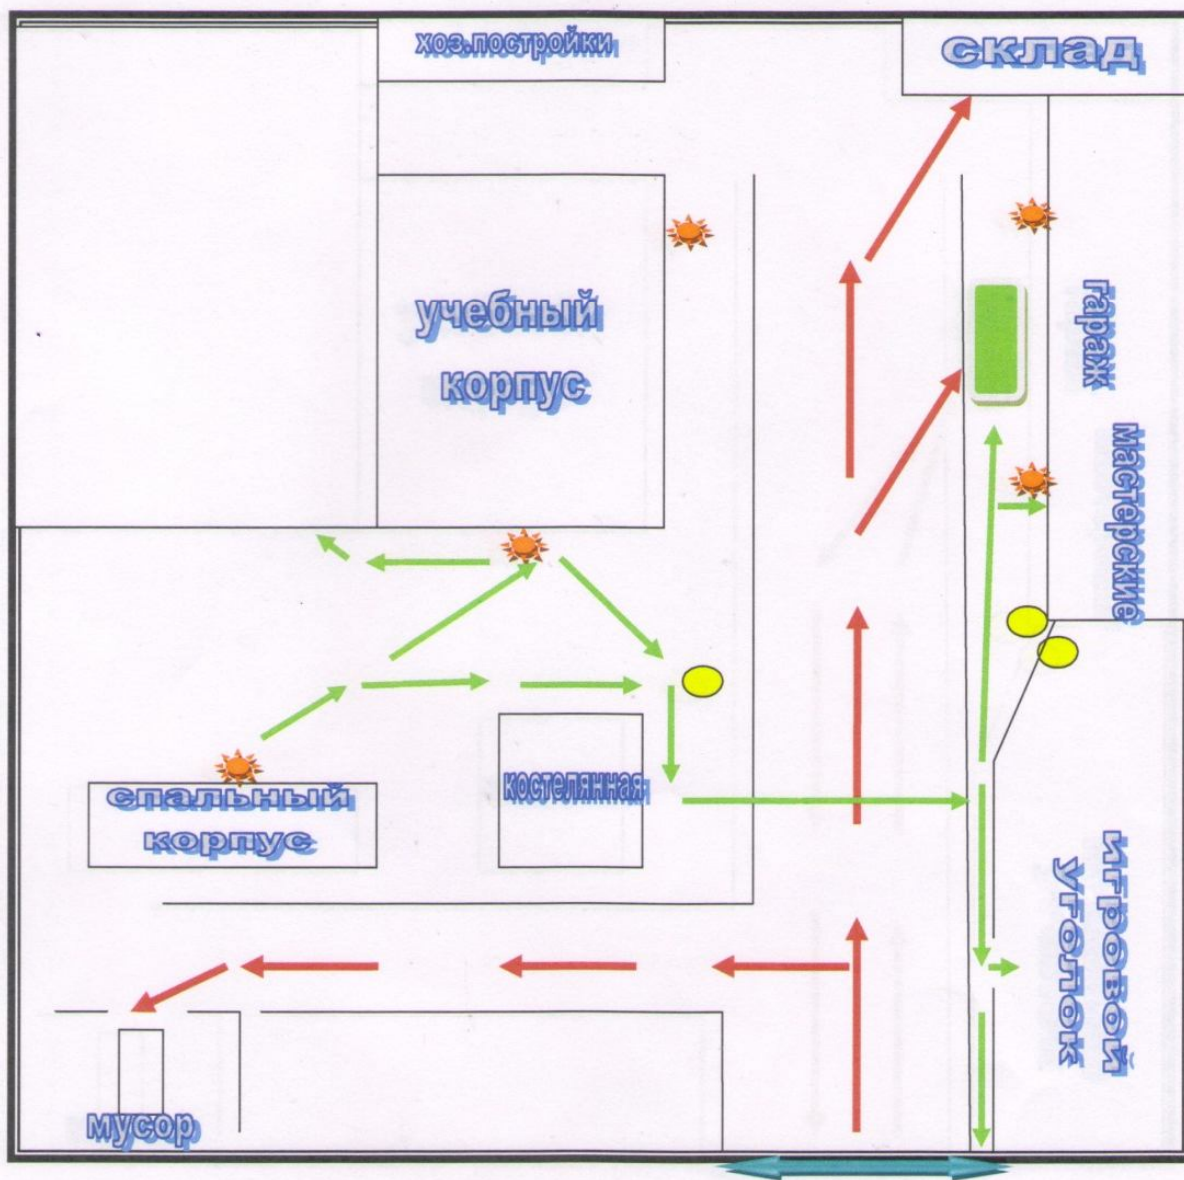 хоз.постройки
склад
учебный
корпус
гараж
мастерские
спальный
корпус
костелянная
игровой
уголок
мусор